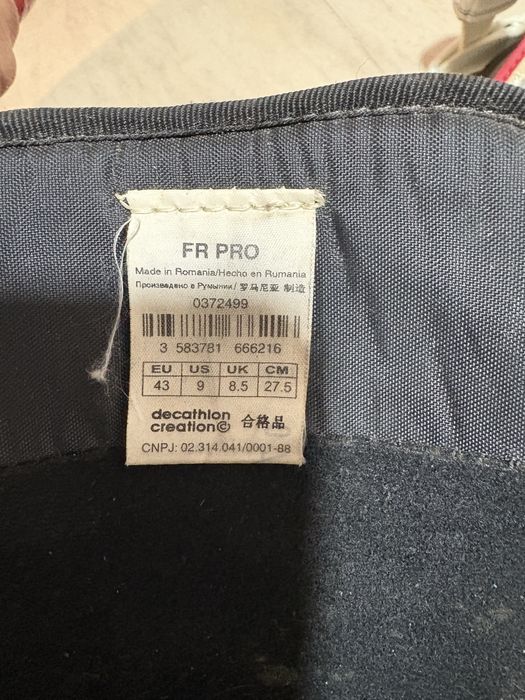 FR PRO
Made in Romania/Hecho en Rumania
Произведено в Румынии/ 罗马尼亚 制造
0372499
3 583781 666216
EU US UK CM
43 9 8.5 27.5
decathlon
creation© 合格品
CNPJ: 02.314.041/0001-88